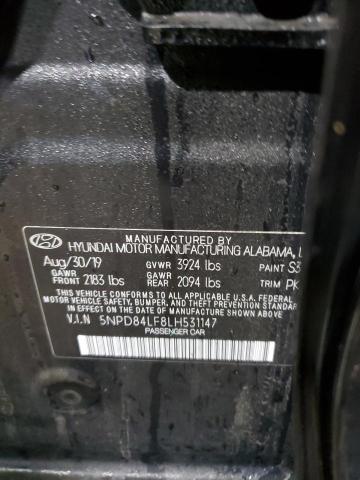 MANUFACTURED BY
HYUNDAI MOTOR MANUFACTURING ALABAMA,
Aug/30/19 GVWR 3924 lbs PAINT S3
GAWR FRONT 2183 lbs GAWR REAR 2094 lbs TRIM PK
THIS VEHICLE CONFORMS TO ALL APPLICABLE U.S. FEDERAL
MOTOR VEHICLE SAFETY, BUMPER, AND THEFT PREVENTION
STANDARDS IN EFFECT ON THE DATE OF MANUFACTURE SHOWN
V.I.N 5NPD84LF8LH531147
PASSENGER CAR